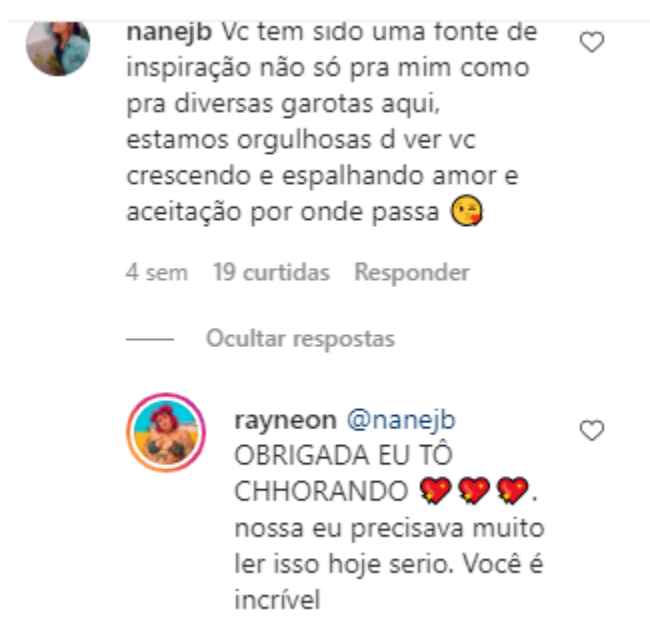 nanejb Vc tem sido uma fonte de
inspiração não só pra mim como
pra diversas garotas aqui,
estamos orgulhosas d ver vc
crescendo e espalhando amor e
aceitação por onde passa 😘
4 sem 19 curtidas Responder
Ocultar respostas
rayneon @nanejb
OBRIGADA EU TÔ
CHHORANDO 💖💖💖.
nossa eu precisava muito
ler isso hoje serio. Você é
incrível